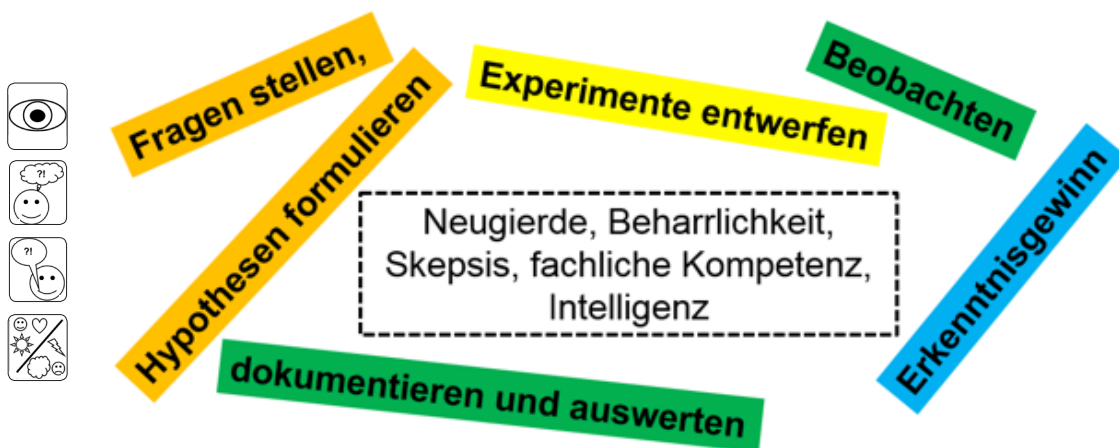 Fragen stellen,
Hypothesen formulieren
Experimente entwerfen
Beobachten
Erkenntnisgewinn
?!
?!
Neugierde, Beharrlichkeit,
Skepsis, fachliche Kompetenz,
Intelligenz
dokumentieren und auswerten